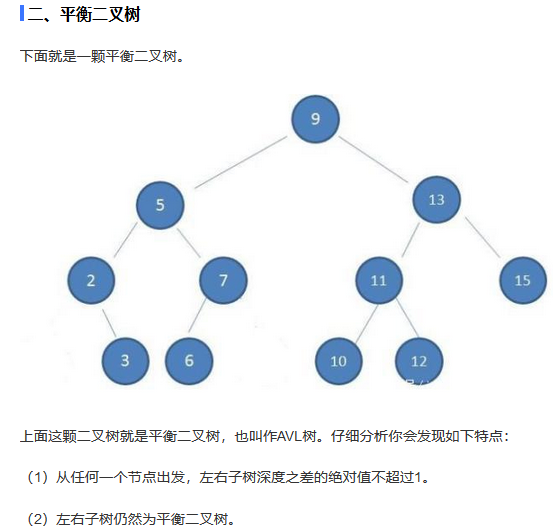 二、平衡二叉树
下面就是一颗平衡二叉树。
9
5
13
2
7
11
15
3
6
10
12
上面这颗二叉树就是平衡二叉树，也叫作AVL树。仔细分析你会发现如下特点：
（1）从任何一个节点出发，左右子树深度之差的绝对值不超过1。
（2）左右子树仍然为平衡二叉树。